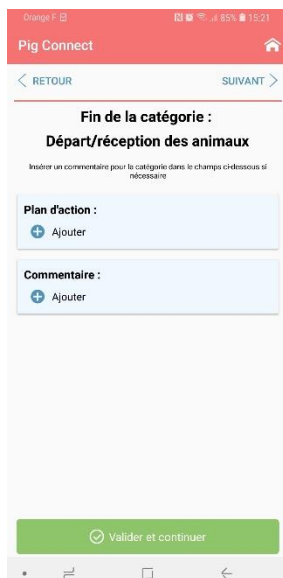 Orange F 85% 15:21
Pig Connect
RETOUR SUIVANT
Fin de la catégorie :
Départ/réception des animaux
Insérer un commentaire pour la catégorie dans le champs ci-dessous si
nécessaire
Plan d'action :
Ajouter
Commentaire :
Ajouter
Valider et continuer